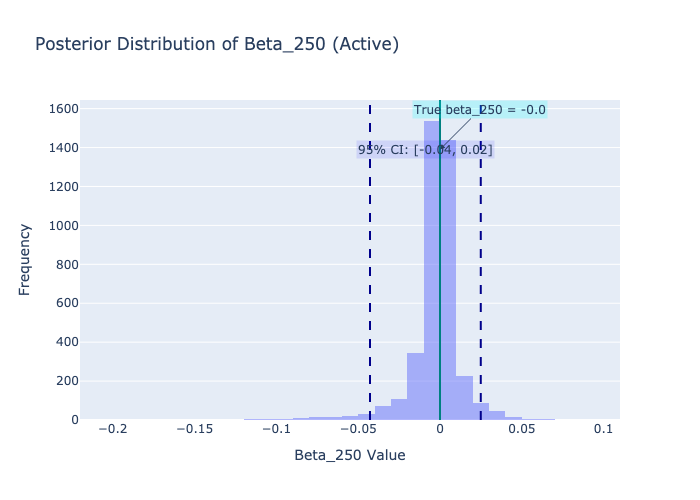 Posterior Distribution of Beta_250 (Active)
True beta_250 = -0.0
95% CI: [-0.04, 0.02]
1600
1400
1200
1000
800
600
400
200
0
Frequency
−0.2 −0.15 −0.1 −0.05 0 0.05 0.1
Beta_250 Value